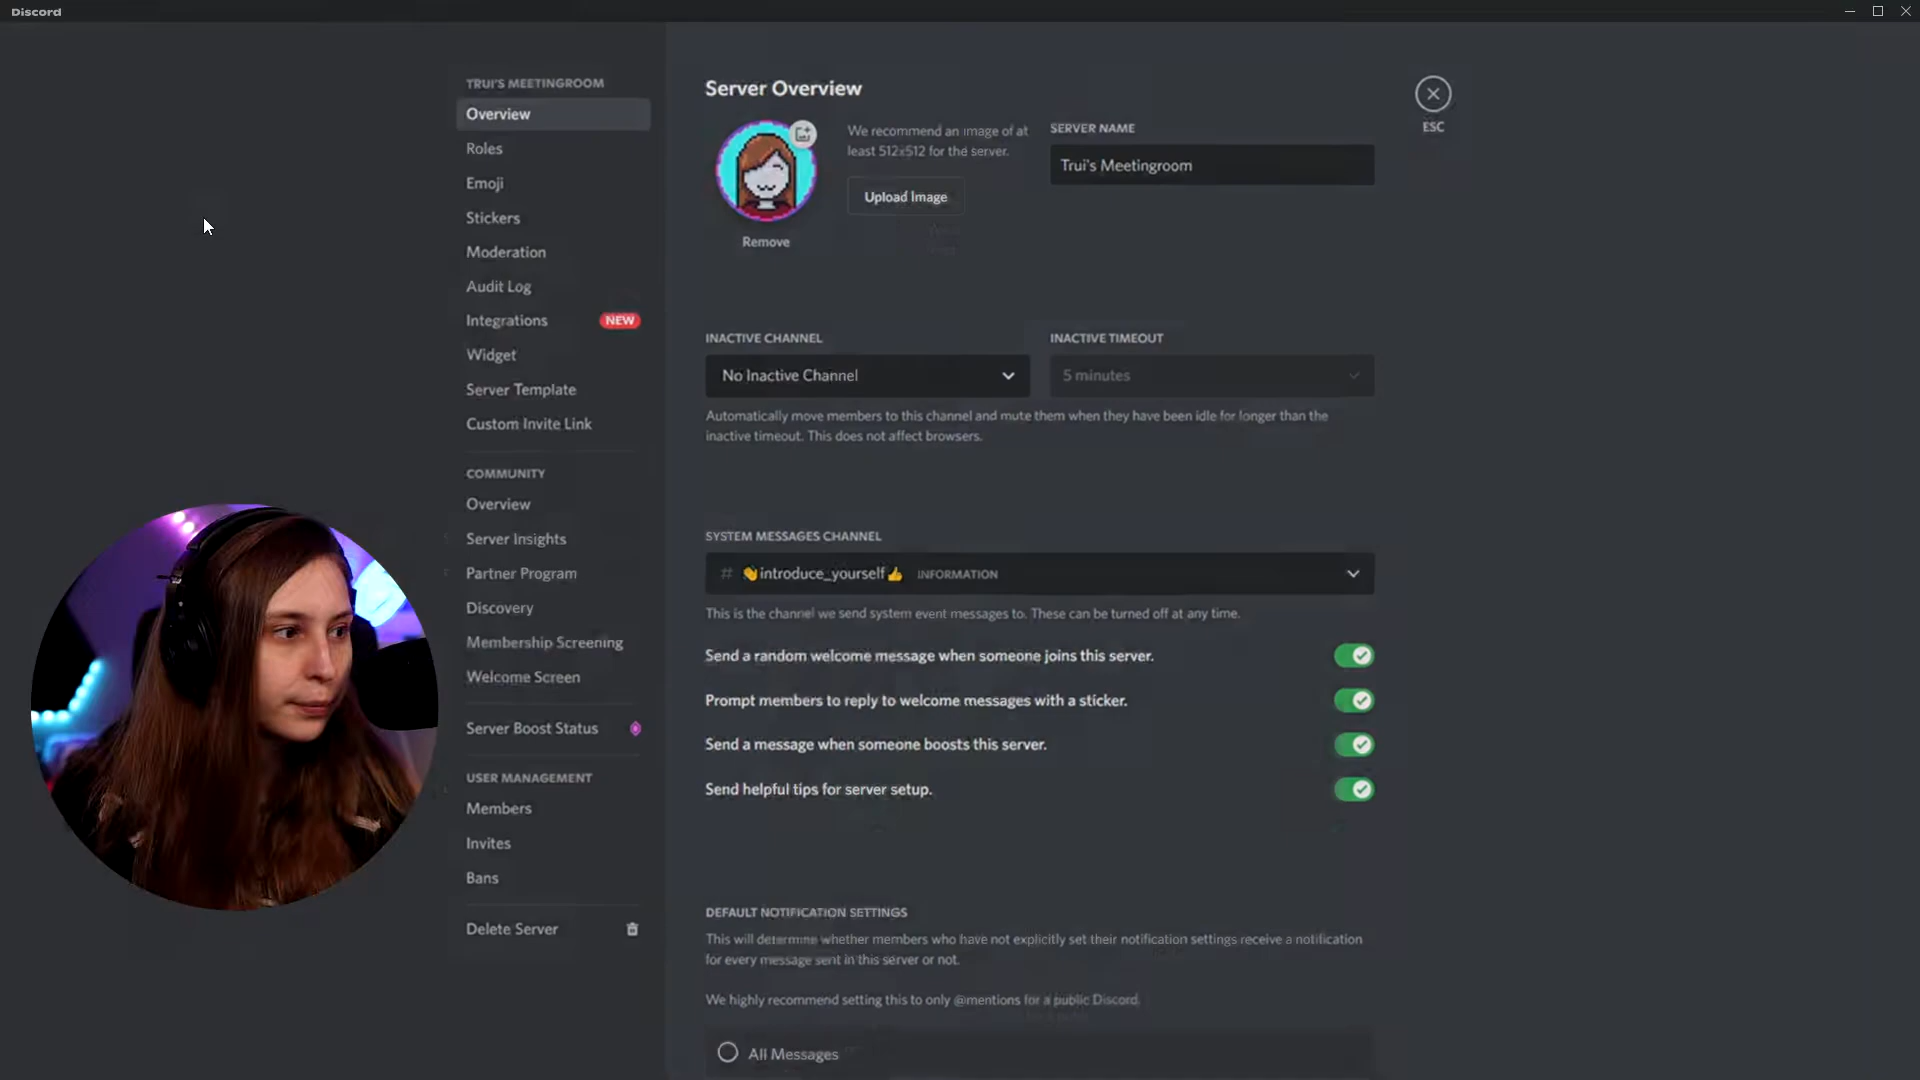 Discord
TRUI'S MEETINGROOM
Overview
Roles
Emoji
Stickers
Moderation
Audit Log
Integrations NEW
Widget
Server Template
Custom Invite Link
COMMUNITY
Overview
Server Insights
Partner Program
Discovery
Membership Screening
Welcome Screen
Server Boost Status
USER MANAGEMENT
Members
Invites
Bans
Delete Server
Server Overview
We recommend an image of at
least 512x512 for the server.
Upload Image
Remove
SERVER NAME
Trui's Meetingroom
ESC
INACTIVE CHANNEL
No Inactive Channel
INACTIVE TIMEOUT
5 minutes
Automatically move members to this channel and mute them when they have been idle for longer than the
inactive timeout. This does not affect browsers.
SYSTEM MESSAGES CHANNEL
# 👋introduce_yourself👍 INFORMATION
This is the channel we send system event messages to. These can be turned off at any time.
Send a random welcome message when someone joins this server.
Prompt members to reply to welcome messages with a sticker.
Send a message when someone boosts this server.
Send helpful tips for server setup.
DEFAULT NOTIFICATION SETTINGS
This will determine whether members who have not explicitly set their notification settings receive a notification
for every message sent in this server or not.
We highly recommend setting this to only @mentions for a public Discord.
All Messages